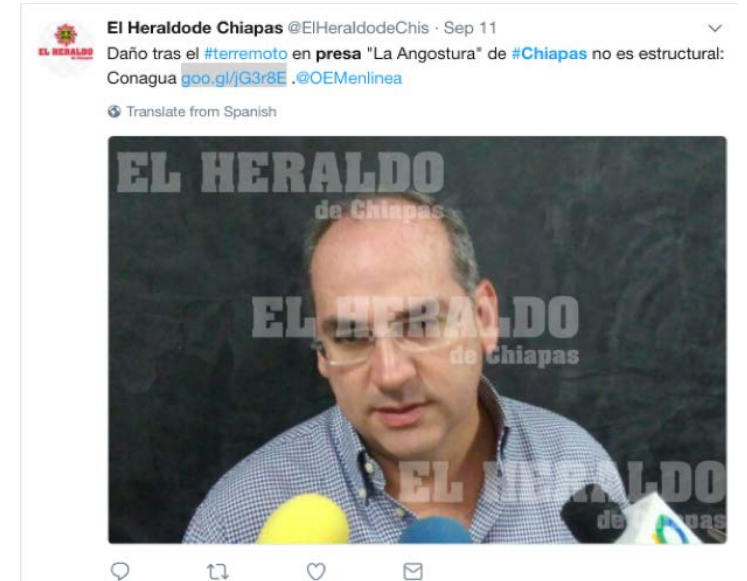 El Heraldode Chiapas @ElHeraldodeChis · Sep 11
EL HERALDO
Daño tras el #terremoto en presa "La Angostura" de #Chiapas no es estructural:
Conagua goo.gl/jG3r8E .@OEMenlinea
Translate from Spanish
EL HERALDO
de Chiapas
EL HERALDO
de Chiapas
EL HERALDO
de Chiapas